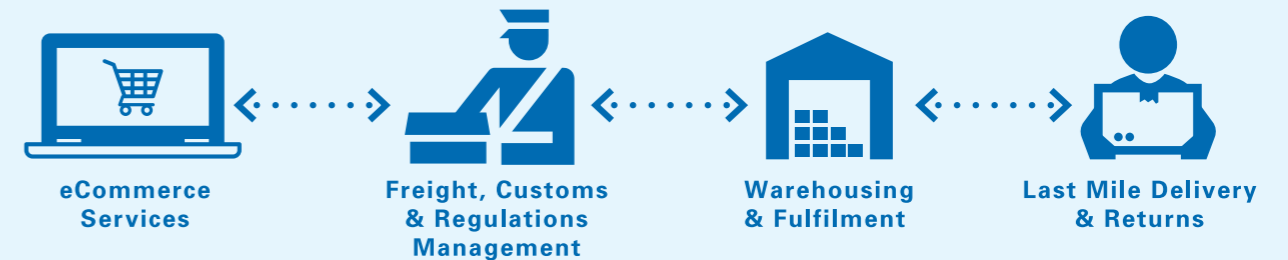 eCommerce
Services
Freight, Customs
& Regulations
Management
Warehousing
& Fulfilment
Last Mile Delivery
& Returns